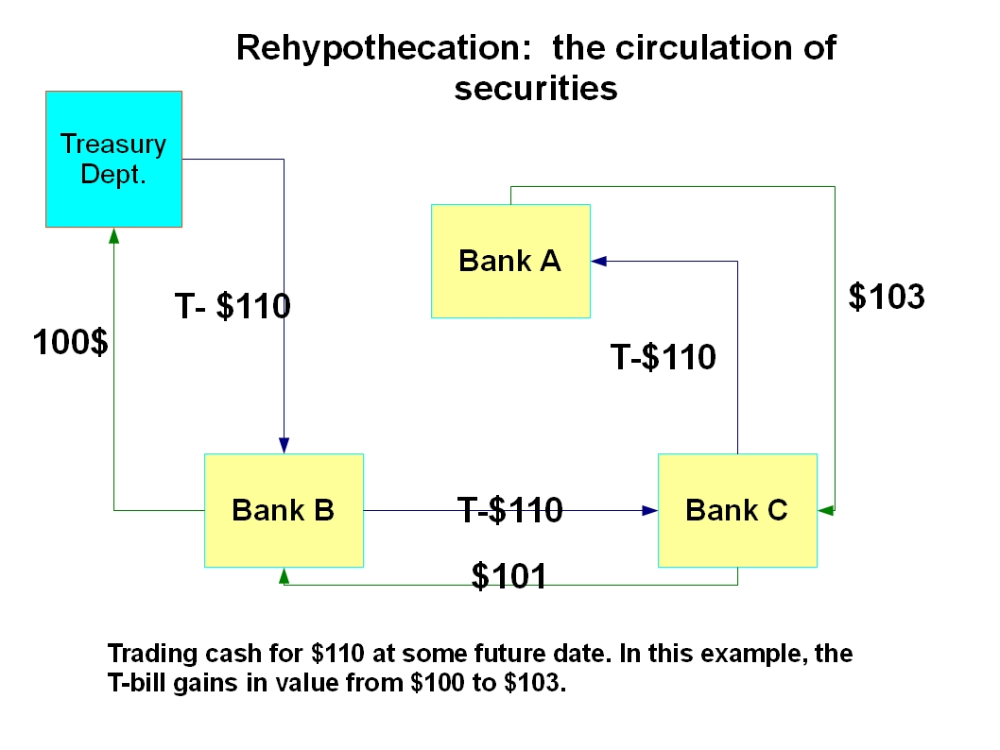 Rehypothecation:  the circulation of
securities
Treasury
Dept.
Bank A
$103
T- $110
100$
T-$110
Bank B
T-$110
Bank C
$101
Trading cash for $110 at some future date. In this example, the
T-bill gains in value from $100 to $103.